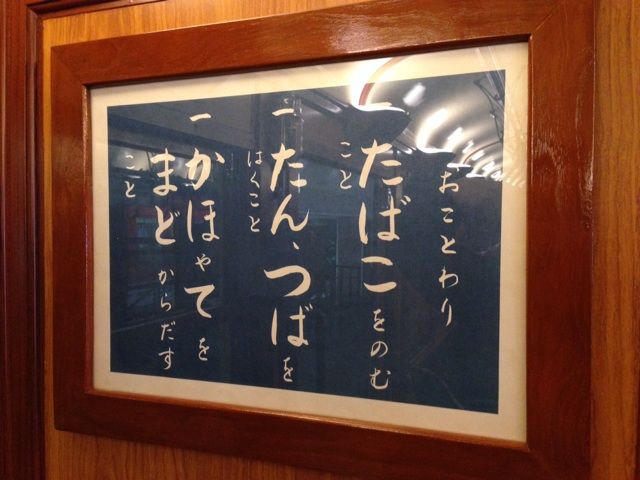 おことわり
一だばこをのむ
こと
一たん、つばを
はくこと
一かほやてを
まどからだす
こと